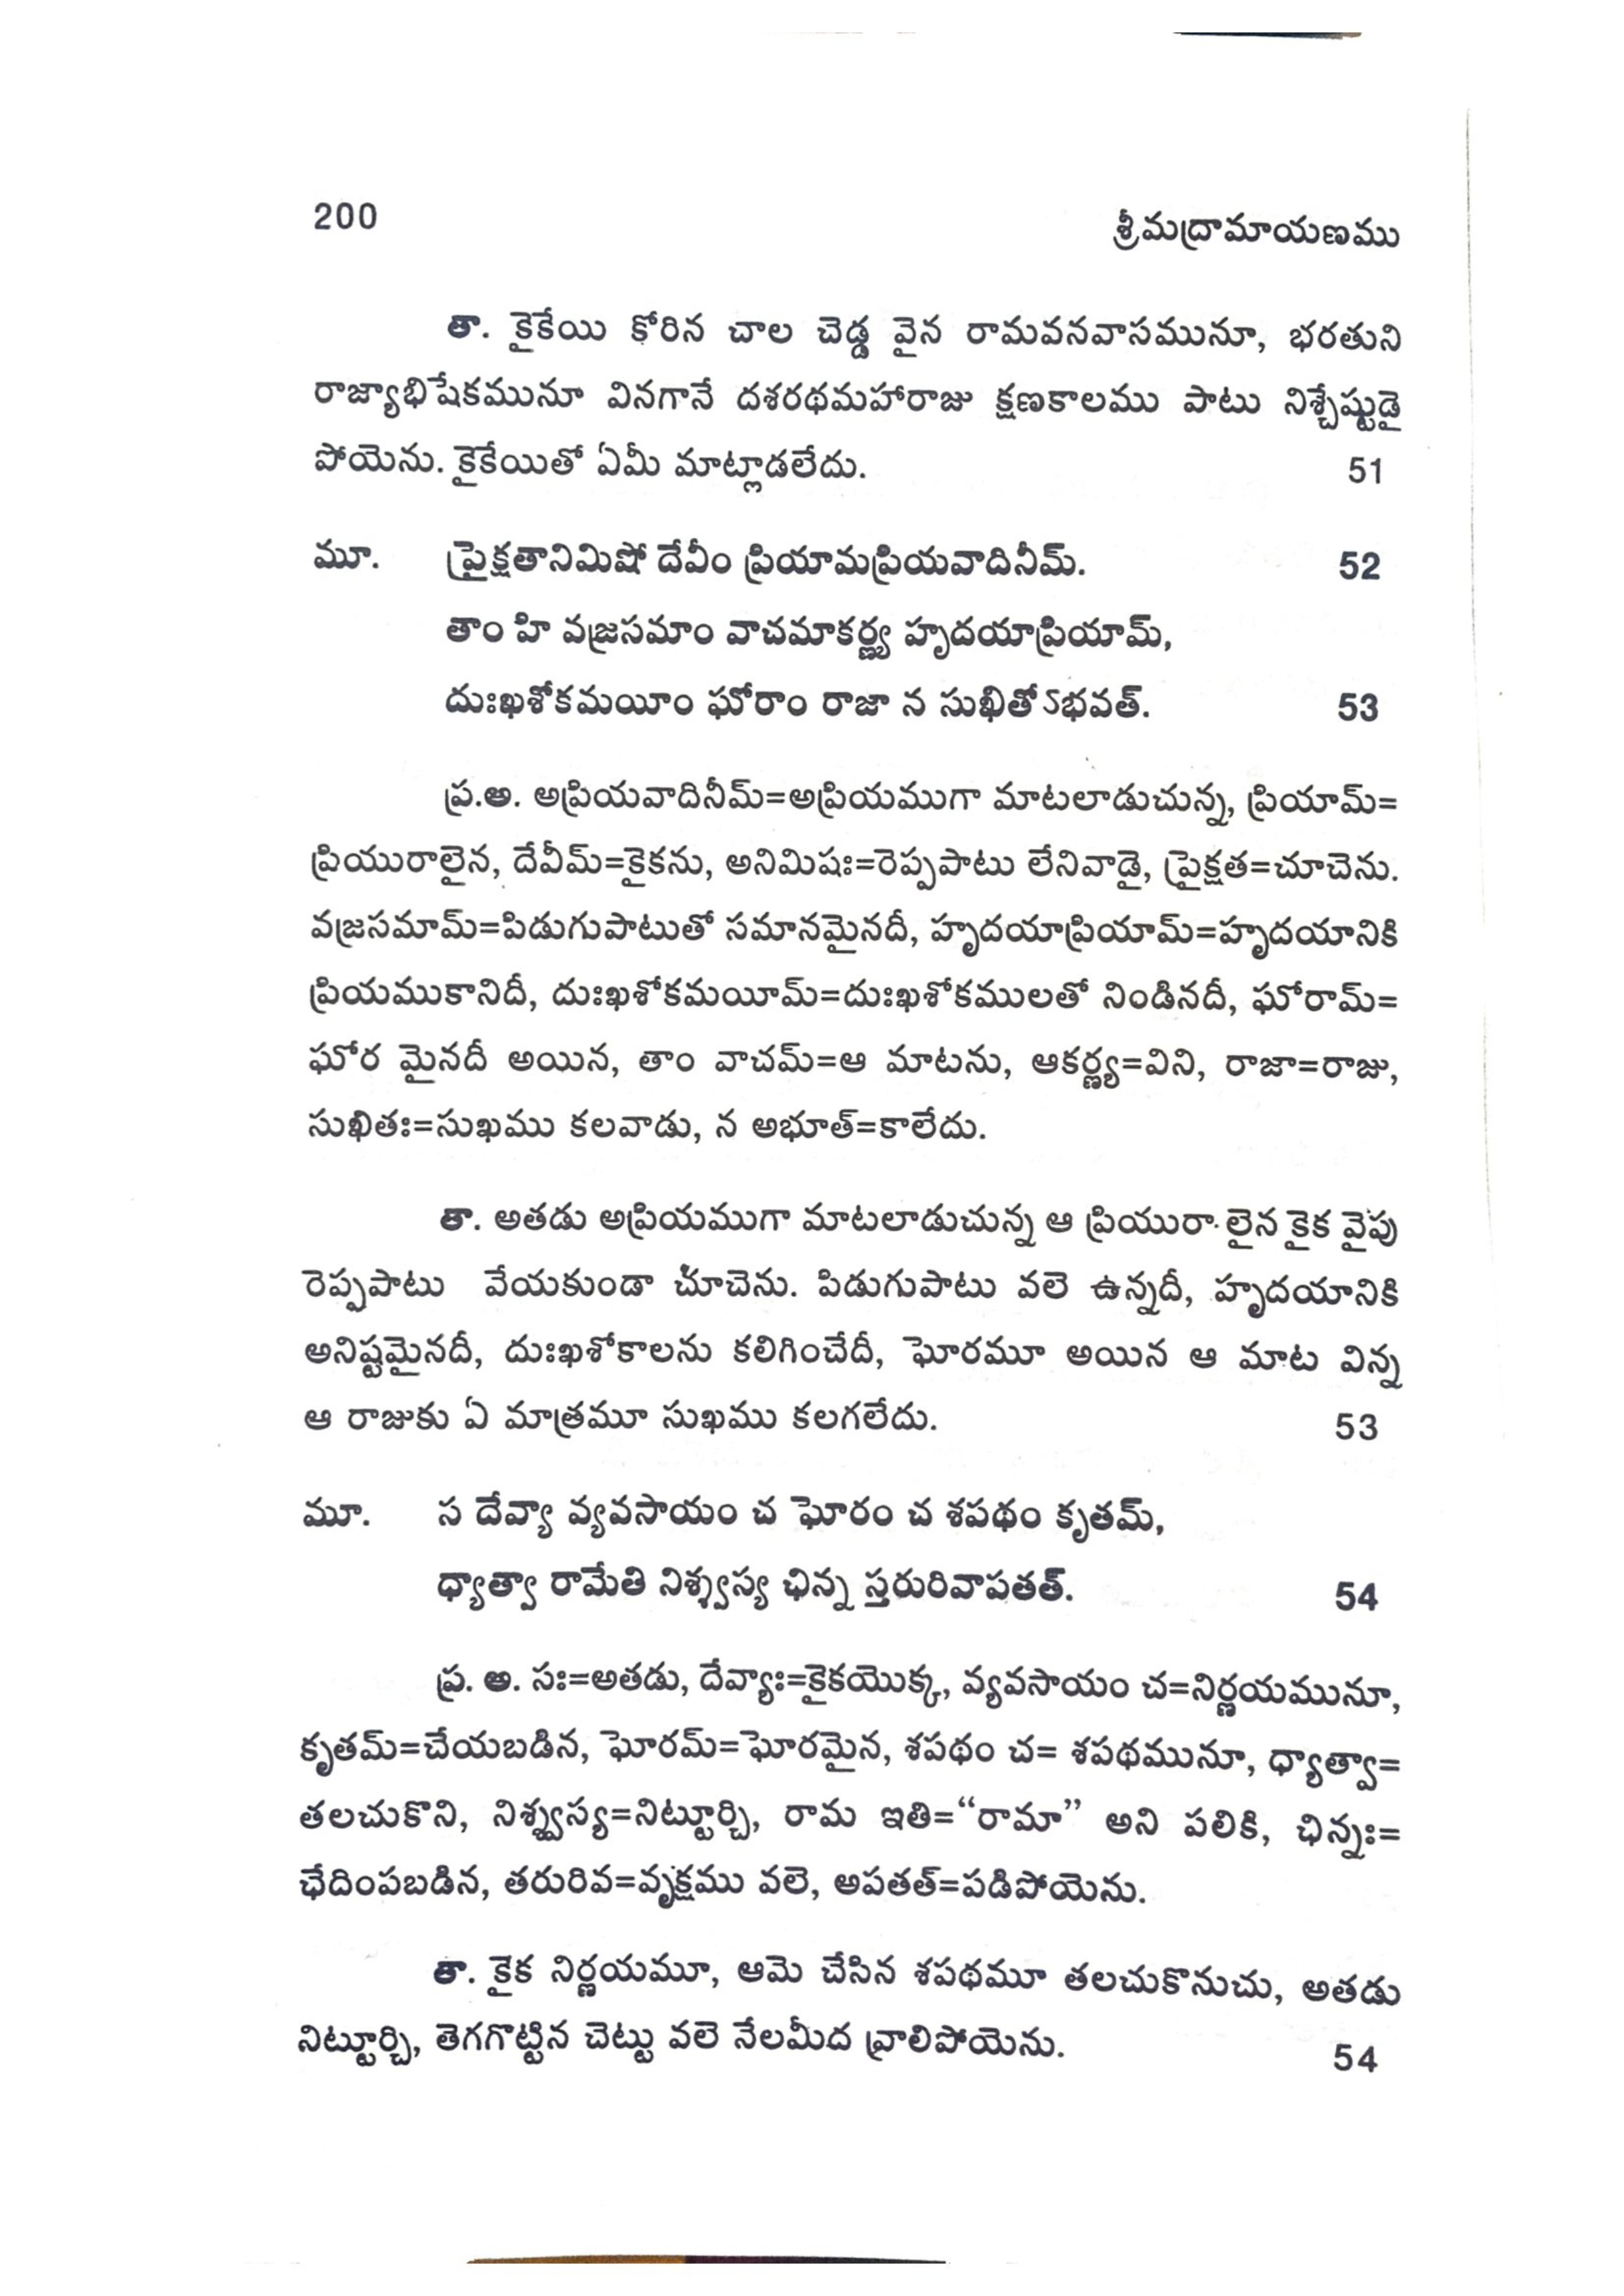 200
శ్రీమద్రామాయణము
తా. కైకేయి కోరిన చాల చెడ్డ వైన రామవనవాసమునూ, భరతుని
రాజ్యాభిషేకమునూ వినగానే దశరథమహారాజు క్షణకాలము పాటు నిశ్చేష్టుడై
పోయెను. కైకేయితో ఏమీ మాట్లాడలేదు. 51
మూ. ప్రైక్షతానిమిషో దేవీం ప్రియామప్రియవాదినీమ్. 52
తాం హి వజ్రసమాం వాచమాకర్ణ్య హృదయాప్రియామ్,
దుఃఖశోకమయీం ఘోరాం రాజా న సుఖితోఽభవత్. 53
ప్ర.అ. అప్రియవాదినీమ్=అప్రియముగా మాటలాడుచున్న, ప్రియామ్=
ప్రియురాలైన, దేవీమ్=కైకను, అనిమిషః=రెప్పపాటు లేనివాడై, ప్రైక్షత=చూచెను.
వజ్రసమామ్=పిడుగుపాటుతో సమానమైనదీ, హృదయాప్రియామ్=హృదయానికి
ప్రియముకానిదీ, దుఃఖశోకమయీమ్=దుఃఖశోకములతో నిండినదీ, ఘోరామ్=
ఘోర మైనదీ అయిన, తాం వాచమ్=ఆ మాటను, ఆకర్ణ్య=విని, రాజా=రాజు,
సుఖితః=సుఖము కలవాడు, న అభూత్=కాలేదు.
తా. అతడు అప్రియముగా మాటలాడుచున్న ఆ ప్రియురా లైన కైక వైపు
రెప్పపాటు వేయకుండా చూచెను. పిడుగుపాటు వలె ఉన్నదీ, హృదయానికి
అనిష్టమైనదీ, దుఃఖశోకాలను కలిగించేదీ, ఘోరమూ అయిన ఆ మాట విన్న
ఆ రాజుకు ఏ మాత్రమూ సుఖము కలగలేదు. 53
మూ. స దేవ్యా వ్యవసాయం చ ఘోరం చ శపథం కృతమ్,
ధ్యాత్వా రామేతి నిశ్వస్య ఛిన్న స్తరురివాపతత్. 54
ప్ర. అ. సః=అతడు, దేవ్యాః=కైకయొక్క, వ్యవసాయం చ=నిర్ణయమునూ,
కృతమ్=చేయబడిన, ఘోరమ్=ఘోరమైన, శపథం చ= శపథమునూ, ధ్యాత్వా=
తలచుకొని, నిశ్వస్య=నిట్టూర్చి, రామ ఇతి=“రామా” అని పలికి, ఛిన్నః=
ఛేదింపబడిన, తరురివ=వృక్షము వలె, అపతత్=పడిపోయెను.
తా. కైక నిర్ణయమూ, ఆమె చేసిన శపథమూ తలచుకొనుచు, అతడు
నిట్టూర్చి, తెగగొట్టిన చెట్టు వలె నేలమీద వ్రాలిపోయెను. 54